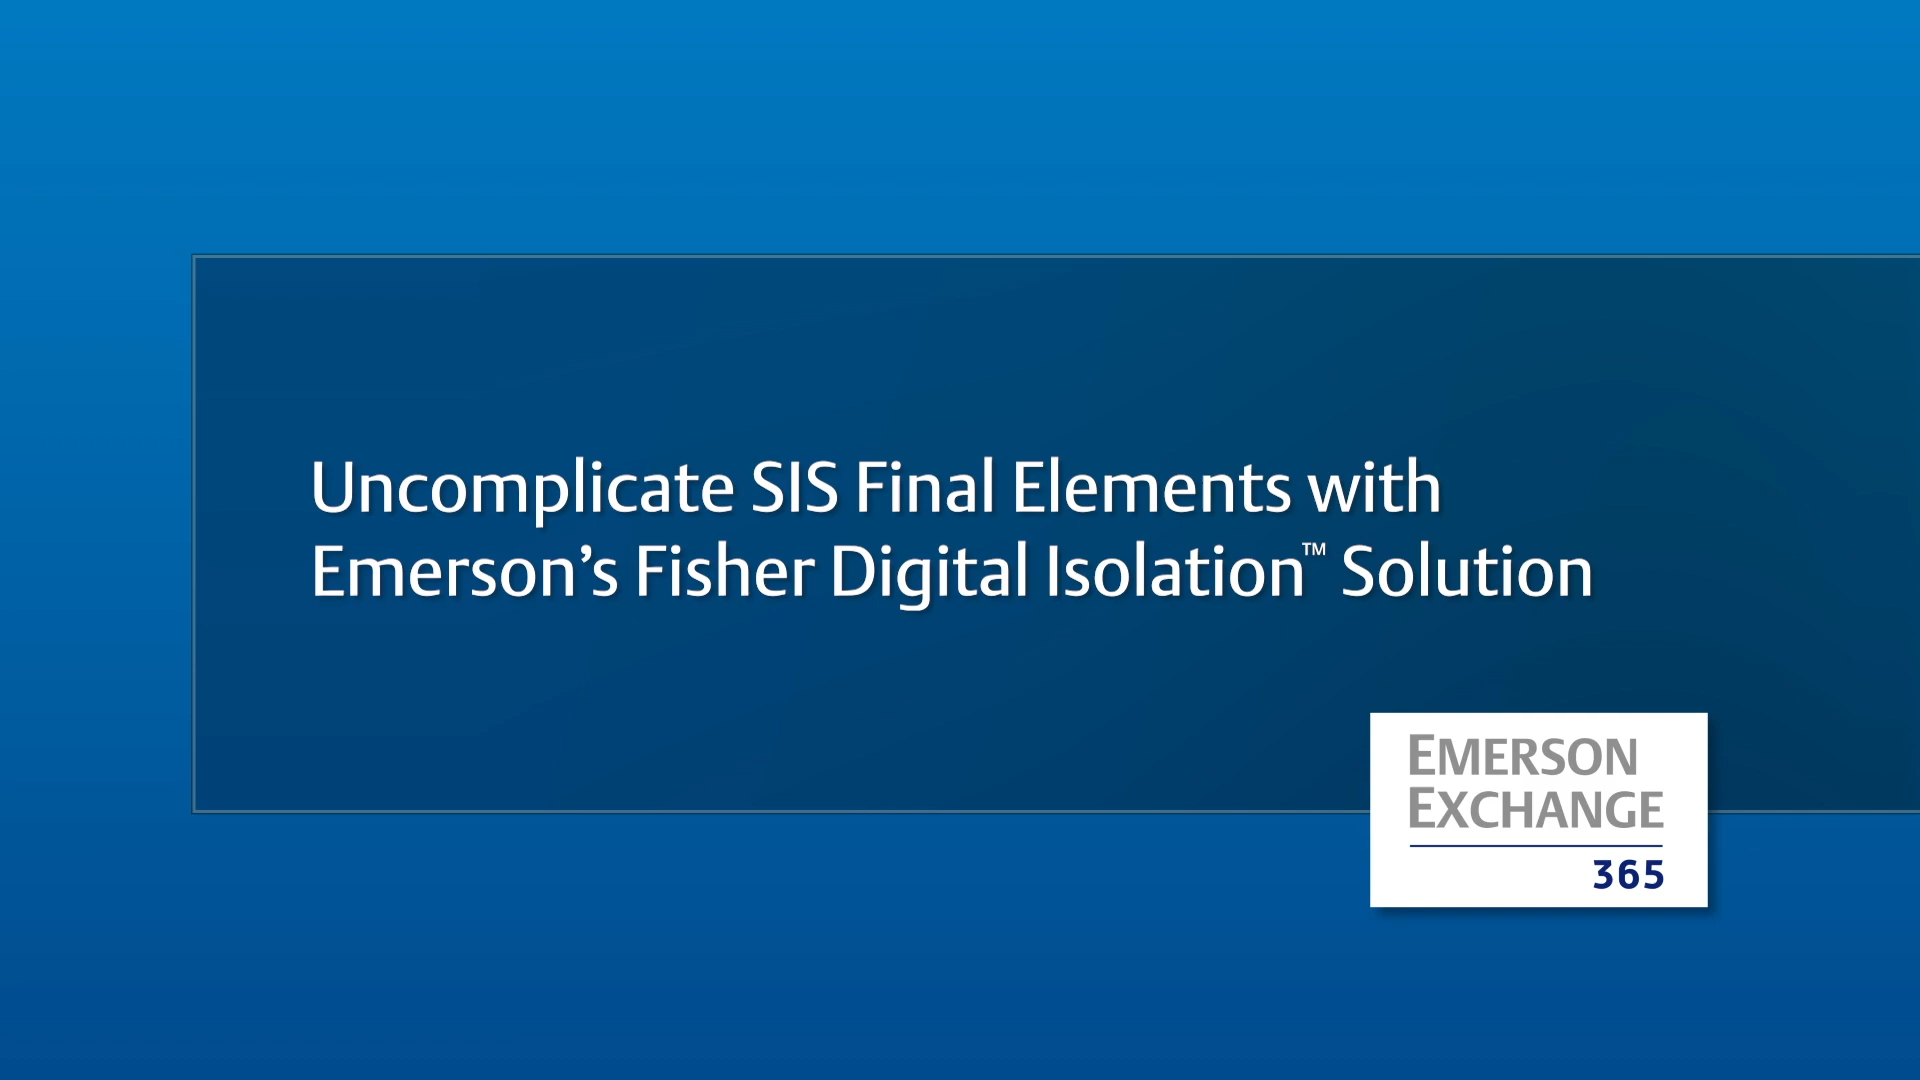 Uncomplicate SIS Final Elements with
Emerson’s Fisher Digital Isolation™ Solution
EMERSON
EXCHANGE
365